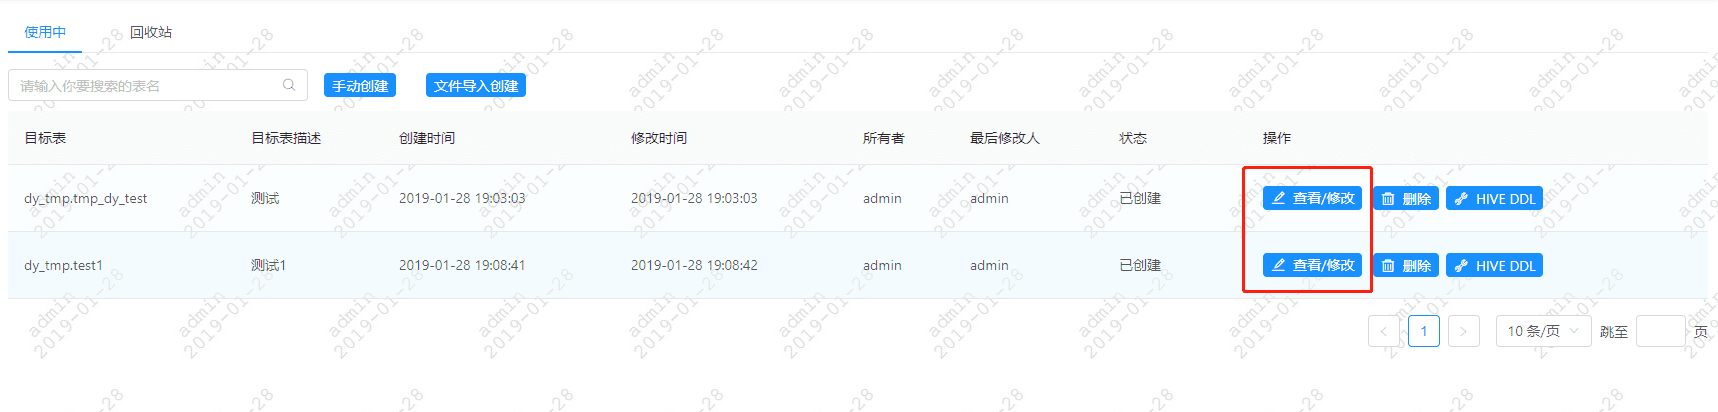 使用中 回收站
请输入你要搜索的表名 手动创建 文件导入创建
目标表 目标表描述 创建时间 修改时间 所有者 最后修改人 状态 操作
dy_tmp.tmp_dy_test 测试 2019-01-28 19:03:03 2019-01-28 19:03:03 admin admin 已创建 查看/修改 删除 HIVE DDL
dy_tmp.test1 测试1 2019-01-28 19:08:41 2019-01-28 19:08:42 admin admin 已创建 查看/修改 删除 HIVE DDL
< 1 > 10 条/页 跳至 页
admin
2019-01-28